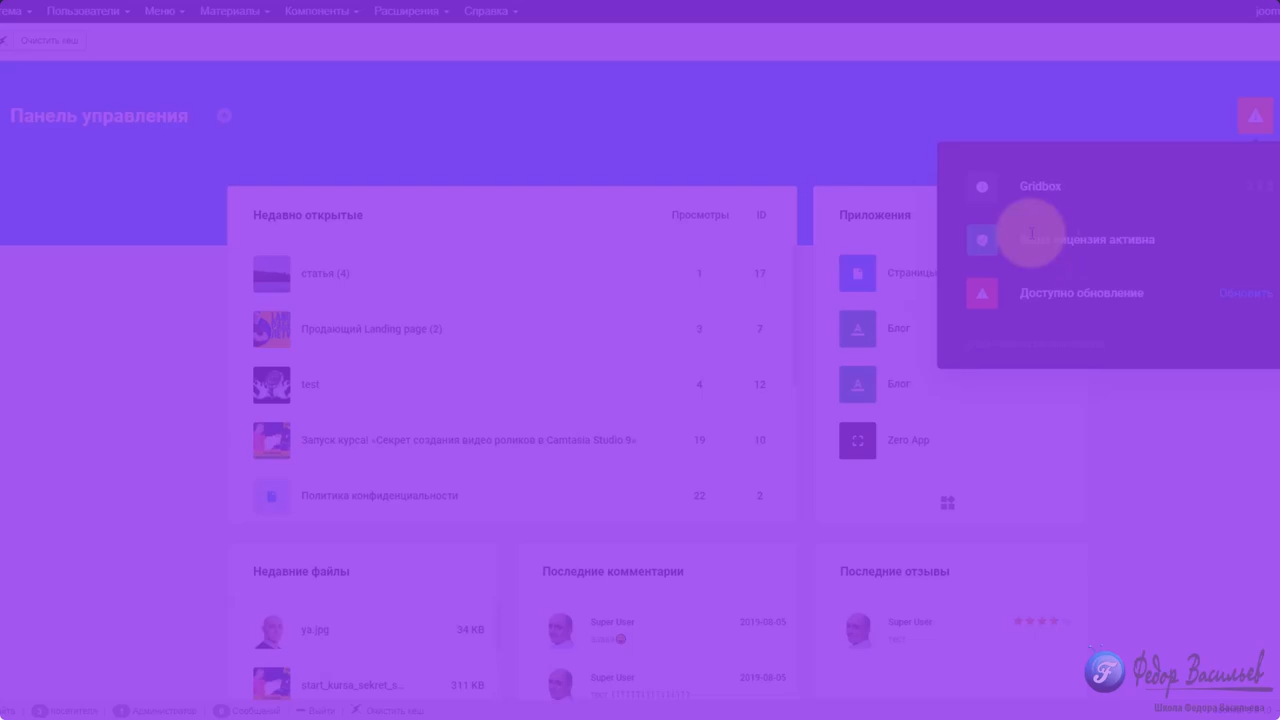 тема Пользователи Меню Материалы Компоненты Расширения Справка joom
Очистить кеш
Панель управления
Gridbox
лицензия активна
Доступно обновление Обновить
Недавно открытые Просмотры ID
статья (4) 1 17
Продающий Landing page (2) 3 7
test 4 12
Запуск курса! «Секрет создания видео роликов в Camtasia Studio 9» 19 10
Политика конфиденциальности 22 2
Приложения
Страницы
Блог
Блог
Zero App
Недавние файлы
ya.jpg 34 KB
start_kursa_sekret_s... 311 KB
Последние комментарии
Super User 2019-08-05
Super User 2019-08-05
Последние отзывы
Super User
тест
Федор Васильев
Школа Федора Васильева
Посетители Администратор Сообщений Выйти Очистить кеш